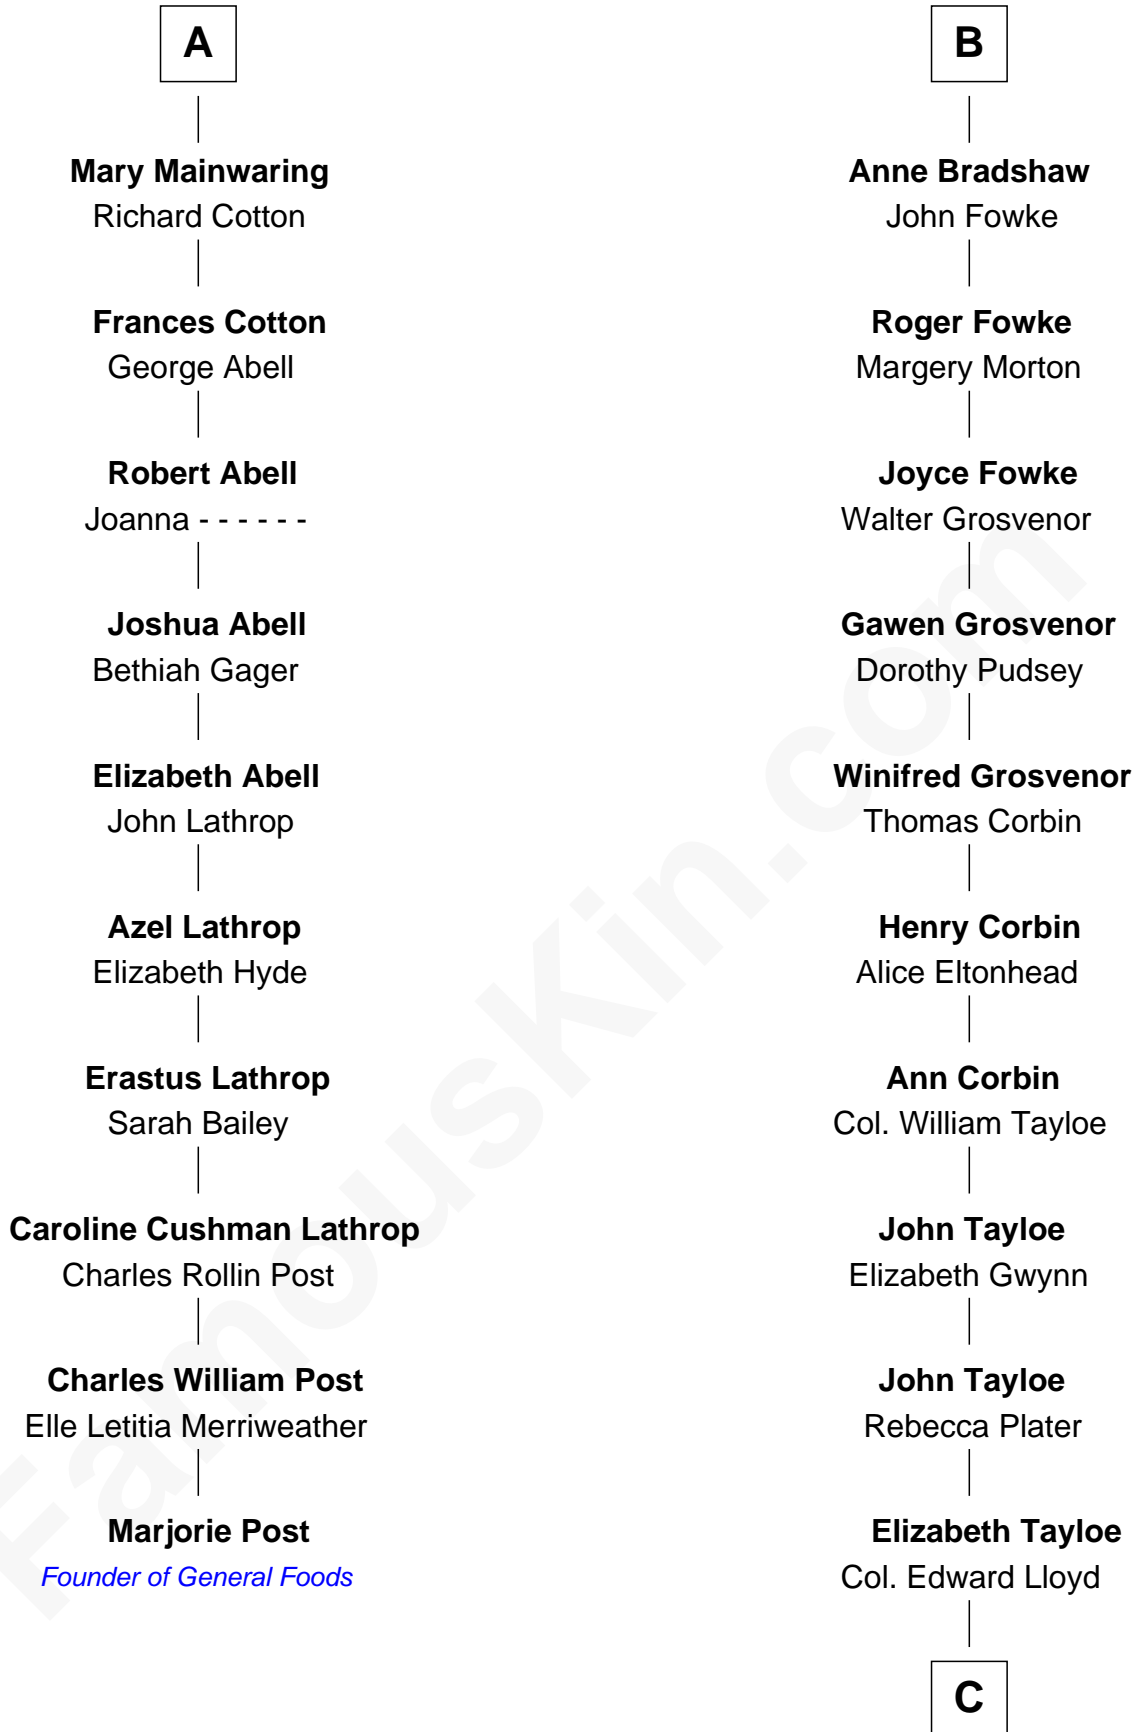 A
Mary Mainwaring
Richard Cotton
Frances Cotton
George Abell
Robert Abell
Joanna - - - - - -
Joshua Abell
Bethiah Gager
Elizabeth Abell
John Lathrop
Azel Lathrop
Elizabeth Hyde
Erastus Lathrop
Sarah Bailey
Caroline Cushman Lathrop
Charles Rollin Post
Charles William Post
Elle Letitia Merriweather
Marjorie Post
Founder of General Foods
B
Anne Bradshaw
John Fowke
Roger Fowke
Margery Morton
Joyce Fowke
Walter Grosvenor
Gawen Grosvenor
Dorothy Pudsey
Winifred Grosvenor
Thomas Corbin
Henry Corbin
Alice Eltonhead
Ann Corbin
Col. William Tayloe
John Tayloe
Elizabeth Gwynn
John Tayloe
Rebecca Plater
Elizabeth Tayloe
Col. Edward Lloyd
C
FamousKin.com